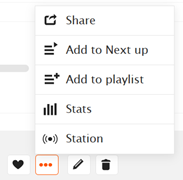 Share
Add to Next up
Add to playlist
Stats
Station